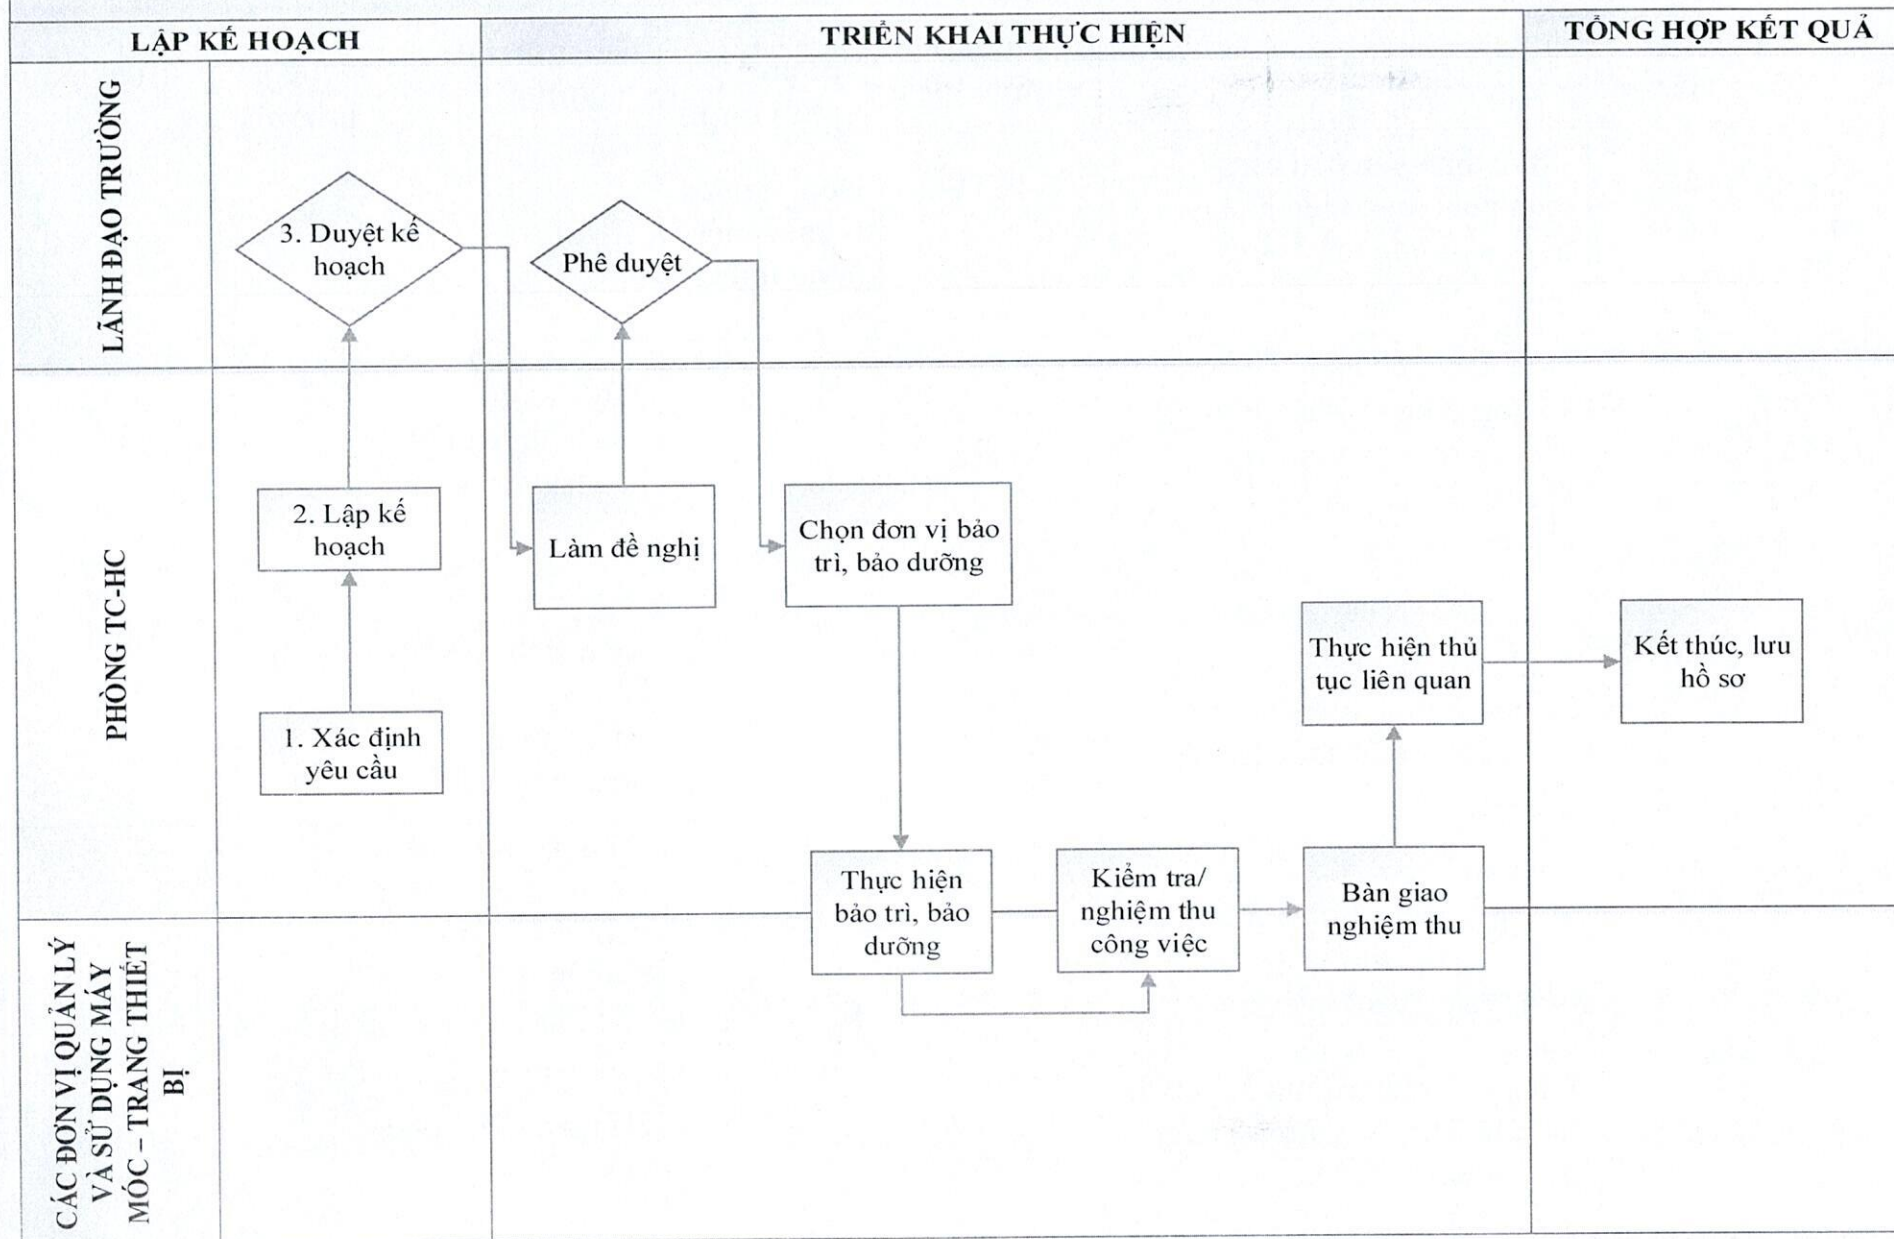 LẬP KẾ HOẠCH
TRIỂN KHAI THỰC HIỆN
TỔNG HỢP KẾT QUẢ
LÃNH ĐẠO TRƯỜNG
3. Duyệt kế
hoạch
Phê duyệt
PHÒNG TC-HC
2. Lập kế
hoạch
Làm đề nghị
Chọn đơn vị bảo
trì, bảo dưỡng
1. Xác định
yêu cầu
Thực hiện thủ
tục liên quan
Kết thúc, lưu
hồ sơ
Thực hiện
bảo trì, bảo
dưỡng
Kiểm tra/
nghiệm thu
công việc
Bàn giao
nghiệm thu
CÁC ĐƠN VỊ QUẢN LÝ
VÀ SỬ DỤNG MÁY
MÓC – TRANG THIẾT
BỊ